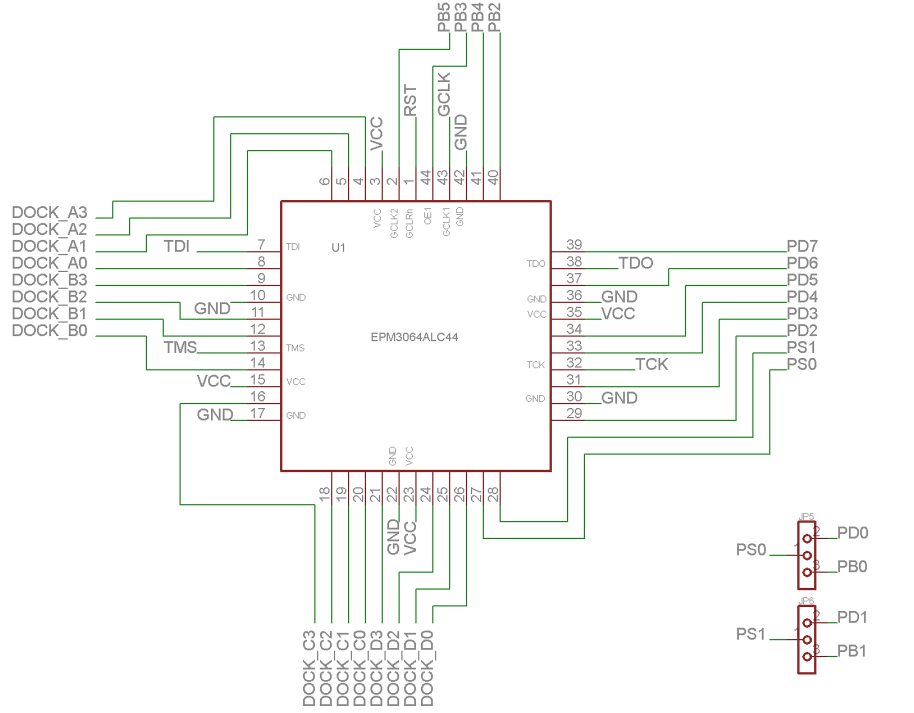 PB5
PB3
PB4
PB2
VCC
RST
GCLK
GND
6
5
4
3
2
1
44
43
42
41
40
VCC
GCLK2
GCLRn
OE1
GCLK1
GND
DOCK_A3
DOCK_A2
DOCK_A1
DOCK_A0
DOCK_B3
DOCK_B2
DOCK_B1
DOCK_B0
TDI
GND
TMS
VCC
GND
7
8
9
10
11
12
13
14
15
16
17
TDI
GND
TMS
VCC
GND
U1
EPM3064ALC44
TDO
GND
VCC
TCK
GND
39
38
37
36
35
34
33
32
31
30
29
TDO
GND
VCC
TCK
GND
PD7
PD6
PD5
PD4
PD3
PD2
PS1
PS0
GND
VCC
18
19
20
21
22
23
24
25
26
27
28
GND
VCC
DOCK_C3
DOCK_C2
DOCK_C1
DOCK_C0
DOCK_D3
DOCK_D2
DOCK_D1
DOCK_D0
JP5
PS0
1
2
3
PD0
PB0
JP6
PS1
1
2
3
PD1
PB1